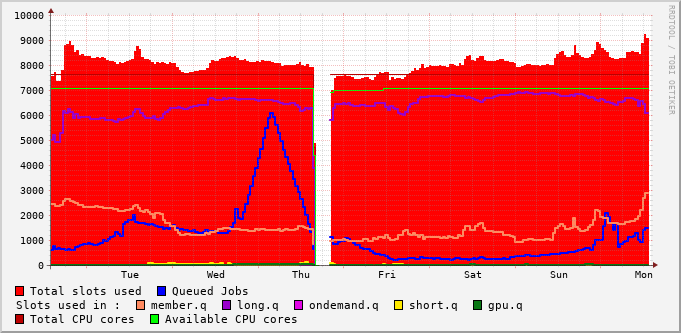 10000
9000
8000
7000
6000
5000
4000
3000
2000
1000
0
Tue Wed Thu Fri Sat Sun Mon
RRDTOOL / TOBI OETIKER
Total slots used Queued Jobs
Slots used in : member.q long.q ondemand.q short.q gpu.q
Total CPU cores Available CPU cores